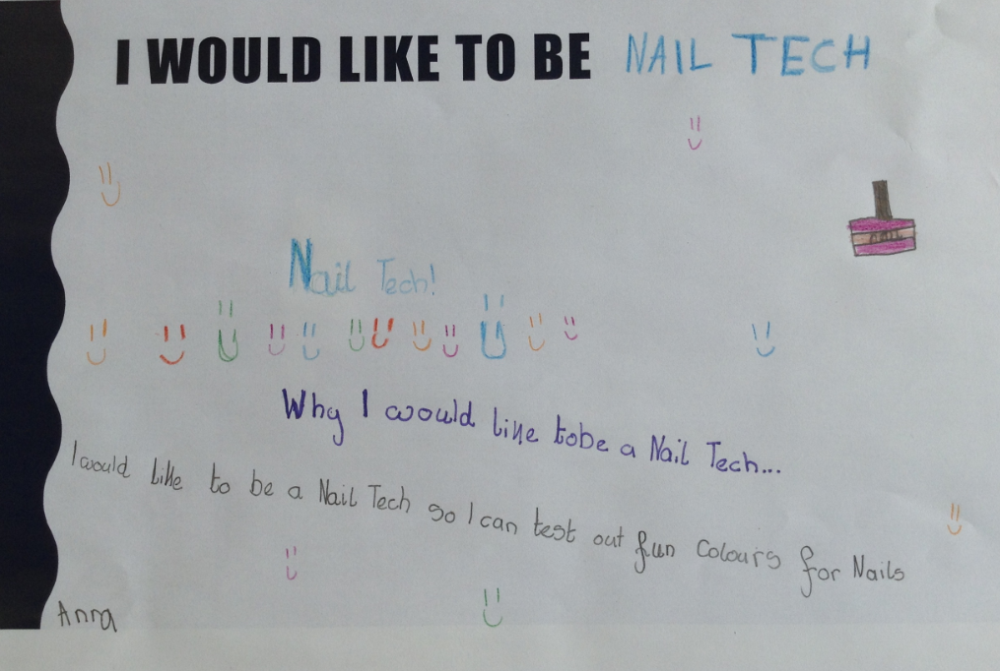 I WOULD LIKE TO BE NAIL TECH
Nail Tech!
Why I would like tobe a Nail Tech...
I would like to be a Nail Tech so I can test out fun Colours for Nails
Anna